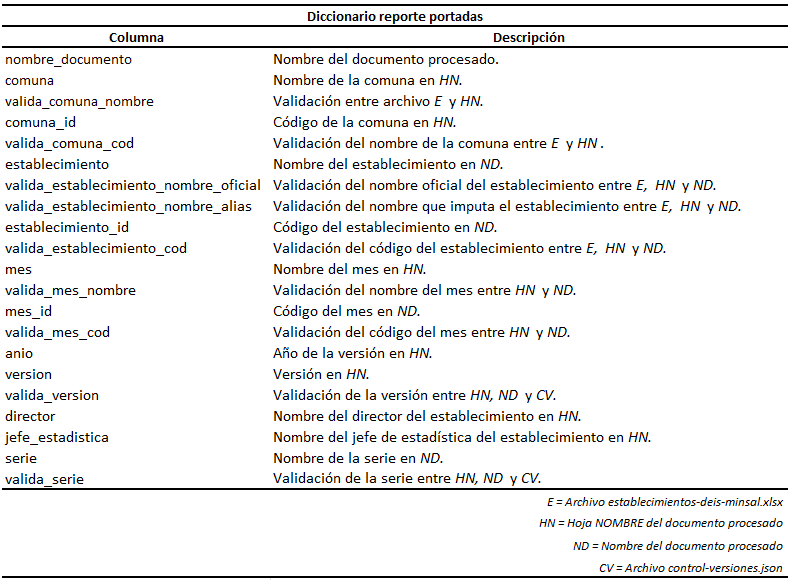 Diccionario reporte portadas
Columna Descripción
nombre_documento Nombre del documento procesado.
comuna Nombre de la comuna en HN.
valida_comuna_nombre Validación entre archivo E y HN.
comuna_id Código de la comuna en HN.
valida_comuna_cod Validación del nombre de la comuna entre E y HN .
establecimiento Nombre del establecimiento en ND.
valida_establecimiento_nombre_oficial Validación del nombre oficial del establecimiento entre E, HN y ND.
valida_establecimiento_nombre_alias Validación del nombre que imputa el establecimiento entre E, HN y ND.
establecimiento_id Código del establecimiento en ND.
valida_establecimiento_cod Validación del código del establecimiento entre E, HN y ND.
mes Nombre del mes en HN.
valida_mes_nombre Validación del nombre del mes entre HN y ND.
mes_id Código del mes en ND.
valida_mes_cod Validación del código del mes entre HN y ND.
anio Año de la versión en HN.
version Versión en HN.
valida_version Validación de la versión entre HN, ND y CV.
director Nombre del director del establecimiento en HN.
jefe_estadistica Nombre del jefe de estadística del establecimiento en HN.
serie Nombre de la serie en ND.
valida_serie Validación de la serie entre HN, ND y CV.
E = Archivo establecimientos-deis-minsal.xlsx
HN = Hoja NOMBRE del documento procesado
ND = Nombre del documento procesado
CV = Archivo control-versiones.json